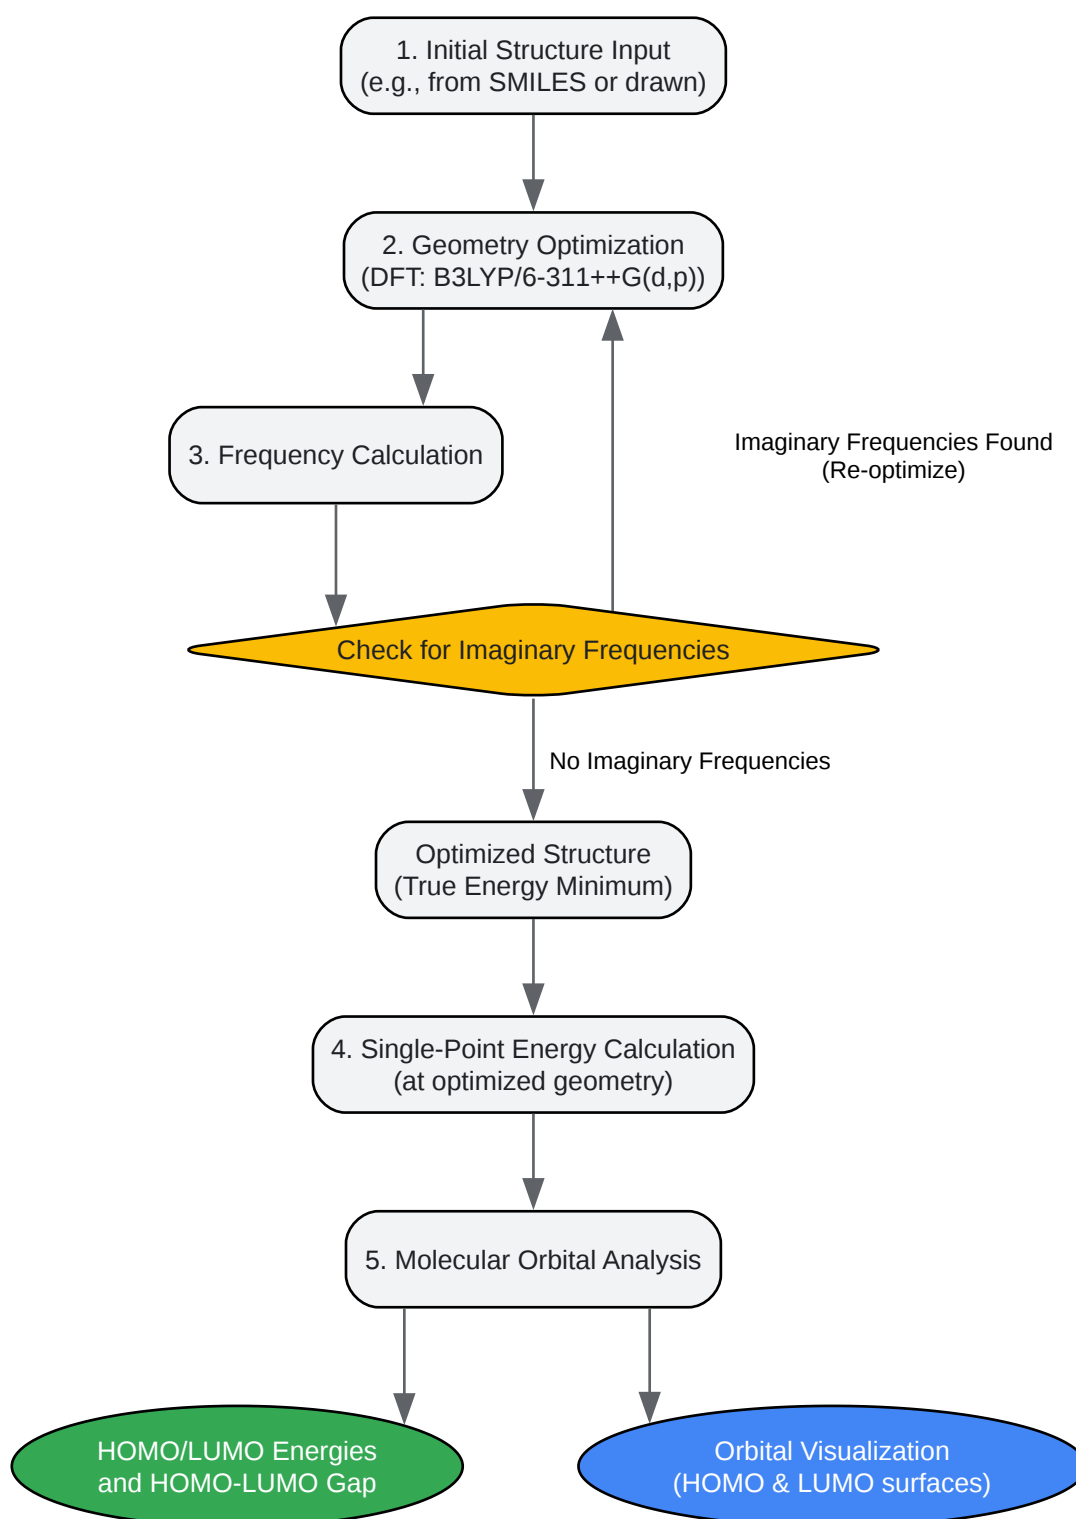 1. Initial Structure Input
(e.g., from SMILES or drawn)
2. Geometry Optimization
(DFT: B3LYP/6-311++G(d,p))
3. Frequency Calculation
Imaginary Frequencies Found
(Re-optimize)
Check for Imaginary Frequencies
No Imaginary Frequencies
Optimized Structure
(True Energy Minimum)
4. Single-Point Energy Calculation
(at optimized geometry)
5. Molecular Orbital Analysis
HOMO/LUMO Energies
and HOMO-LUMO Gap
Orbital Visualization
(HOMO & LUMO surfaces)